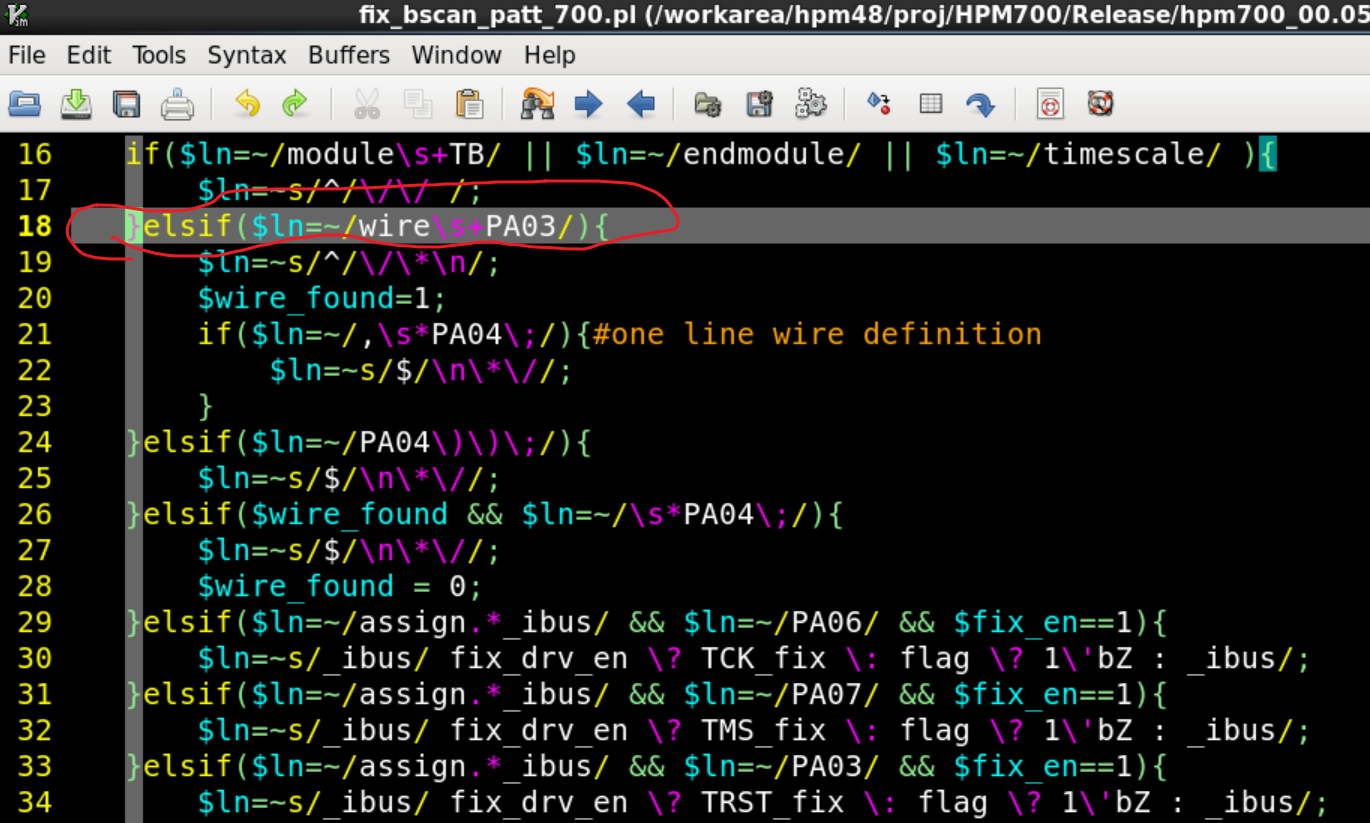 fix_bscan_patt_700.pl (/workarea/hpm48/proj/HPM700/Release/hpm700_00.05
File Edit Tools Syntax Buffers Window Help
16 if($ln=~/module\s+TB/ || $ln=~/endmodule/ || $ln=~/timescale/ ){
17 $ln=~s/^/\/\/ /;
18 }elsif($ln=~/wire\s+PA03/){
19 $ln=~s/^/\/\*\n/;
20 $wire_found=1;
21 if($ln=~/,\s*PA04\;/){#one line wire definition
22 $ln=~s/$/\n\*\//;
23 }
24 }elsif($ln=~/PA04\)\)\;/){
25 $ln=~s/$/\n\*\//;
26 }elsif($wire_found && $ln=~/\s*PA04\;/){
27 $ln=~s/$/\n\*\//;
28 $wire_found = 0;
29 }elsif($ln=~/assign.*_ibus/ && $ln=~/PA06/ && $fix_en==1){
30 $ln=~s/_ibus/ fix_drv_en \? TCK_fix \: flag \? 1\'bZ : _ibus/;
31 }elsif($ln=~/assign.*_ibus/ && $ln=~/PA07/ && $fix_en==1){
32 $ln=~s/_ibus/ fix_drv_en \? TMS_fix \: flag \? 1\'bZ : _ibus/;
33 }elsif($ln=~/assign.*_ibus/ && $ln=~/PA03/ && $fix_en==1){
34 $ln=~s/_ibus/ fix_drv_en \? TRST_fix \: flag \? 1\'bZ : _ibus/;